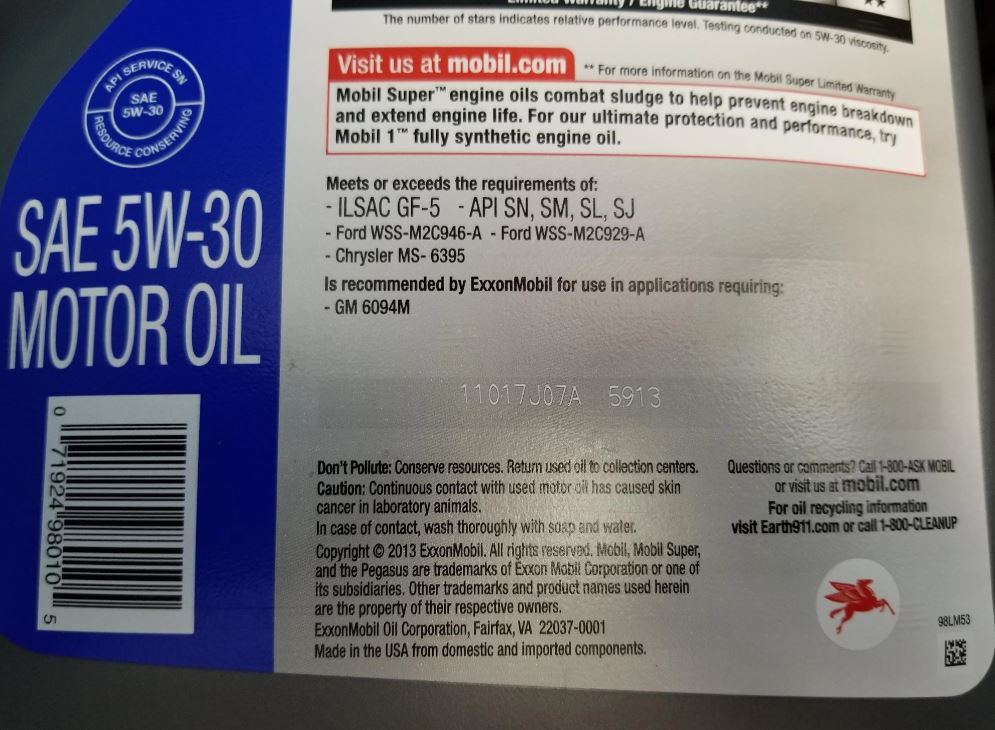 Limited Warranty / Engine Guarantee**
**
The number of stars indicates relative performance level. Testing conducted on 5W-30 viscosity.
Visit us at mobil.com
** For more information on the Mobil Super Limited Warranty
Mobil Super™ engine oils combat sludge to help prevent engine breakdown
and extend engine life. For our ultimate protection and performance, try
Mobil 1™ fully synthetic engine oil.
API SERVICE SN
SAE
5W-30
RESOURCE CONSERVING
SAE 5W-30
MOTOR OIL
Meets or exceeds the requirements of:
- ILSAC GF-5 - API SN, SM, SL, SJ
- Ford WSS-M2C946-A - Ford WSS-M2C929-A
- Chrysler MS- 6395
Is recommended by ExxonMobil for use in applications requiring:
- GM 6094M
11017J07A 5913
0 71924 98010 5
Don't Pollute: Conserve resources. Return used oil to collection centers.
Caution: Continuous contact with used motor oil has caused skin
cancer in laboratory animals.
In case of contact, wash thoroughly with soap and water.
Copyright © 2013 ExxonMobil. All rights reserved. Mobil, Mobil Super,
and the Pegasus are trademarks of Exxon Mobil Corporation or one of
its subsidiaries. Other trademarks and product names used herein
are the property of their respective owners.
ExxonMobil Oil Corporation, Fairfax, VA 22037-0001
Made in the USA from domestic and imported components.
Questions or comments? Call 1-800-ASK MOBIL
or visit us at mobil.com
For oil recycling information
visit Earth911.com or call 1-800-CLEANUP
98LM53